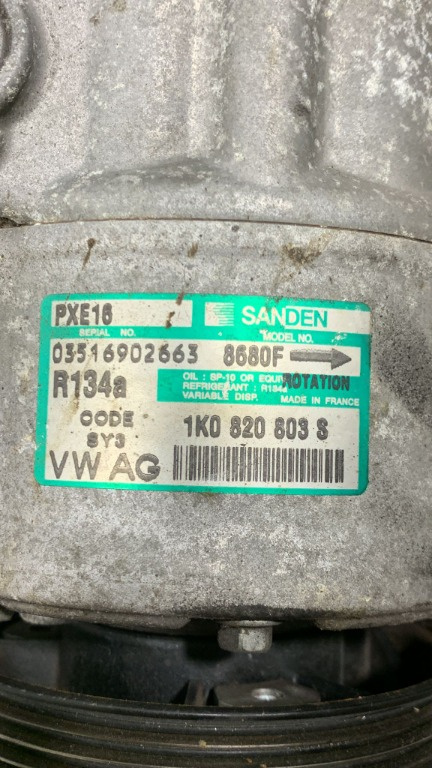 PXE16
SANDEN
SERIAL NO.
MODEL NO.
03516902663
8680F
R134a
OIL : SP-10 OR EQUI
ROTATION
REFRIGERANT : R134a
VARIABLE DISP.
MADE IN FRANCE
CODE
SY3
1K0 820 803 S
VW AG